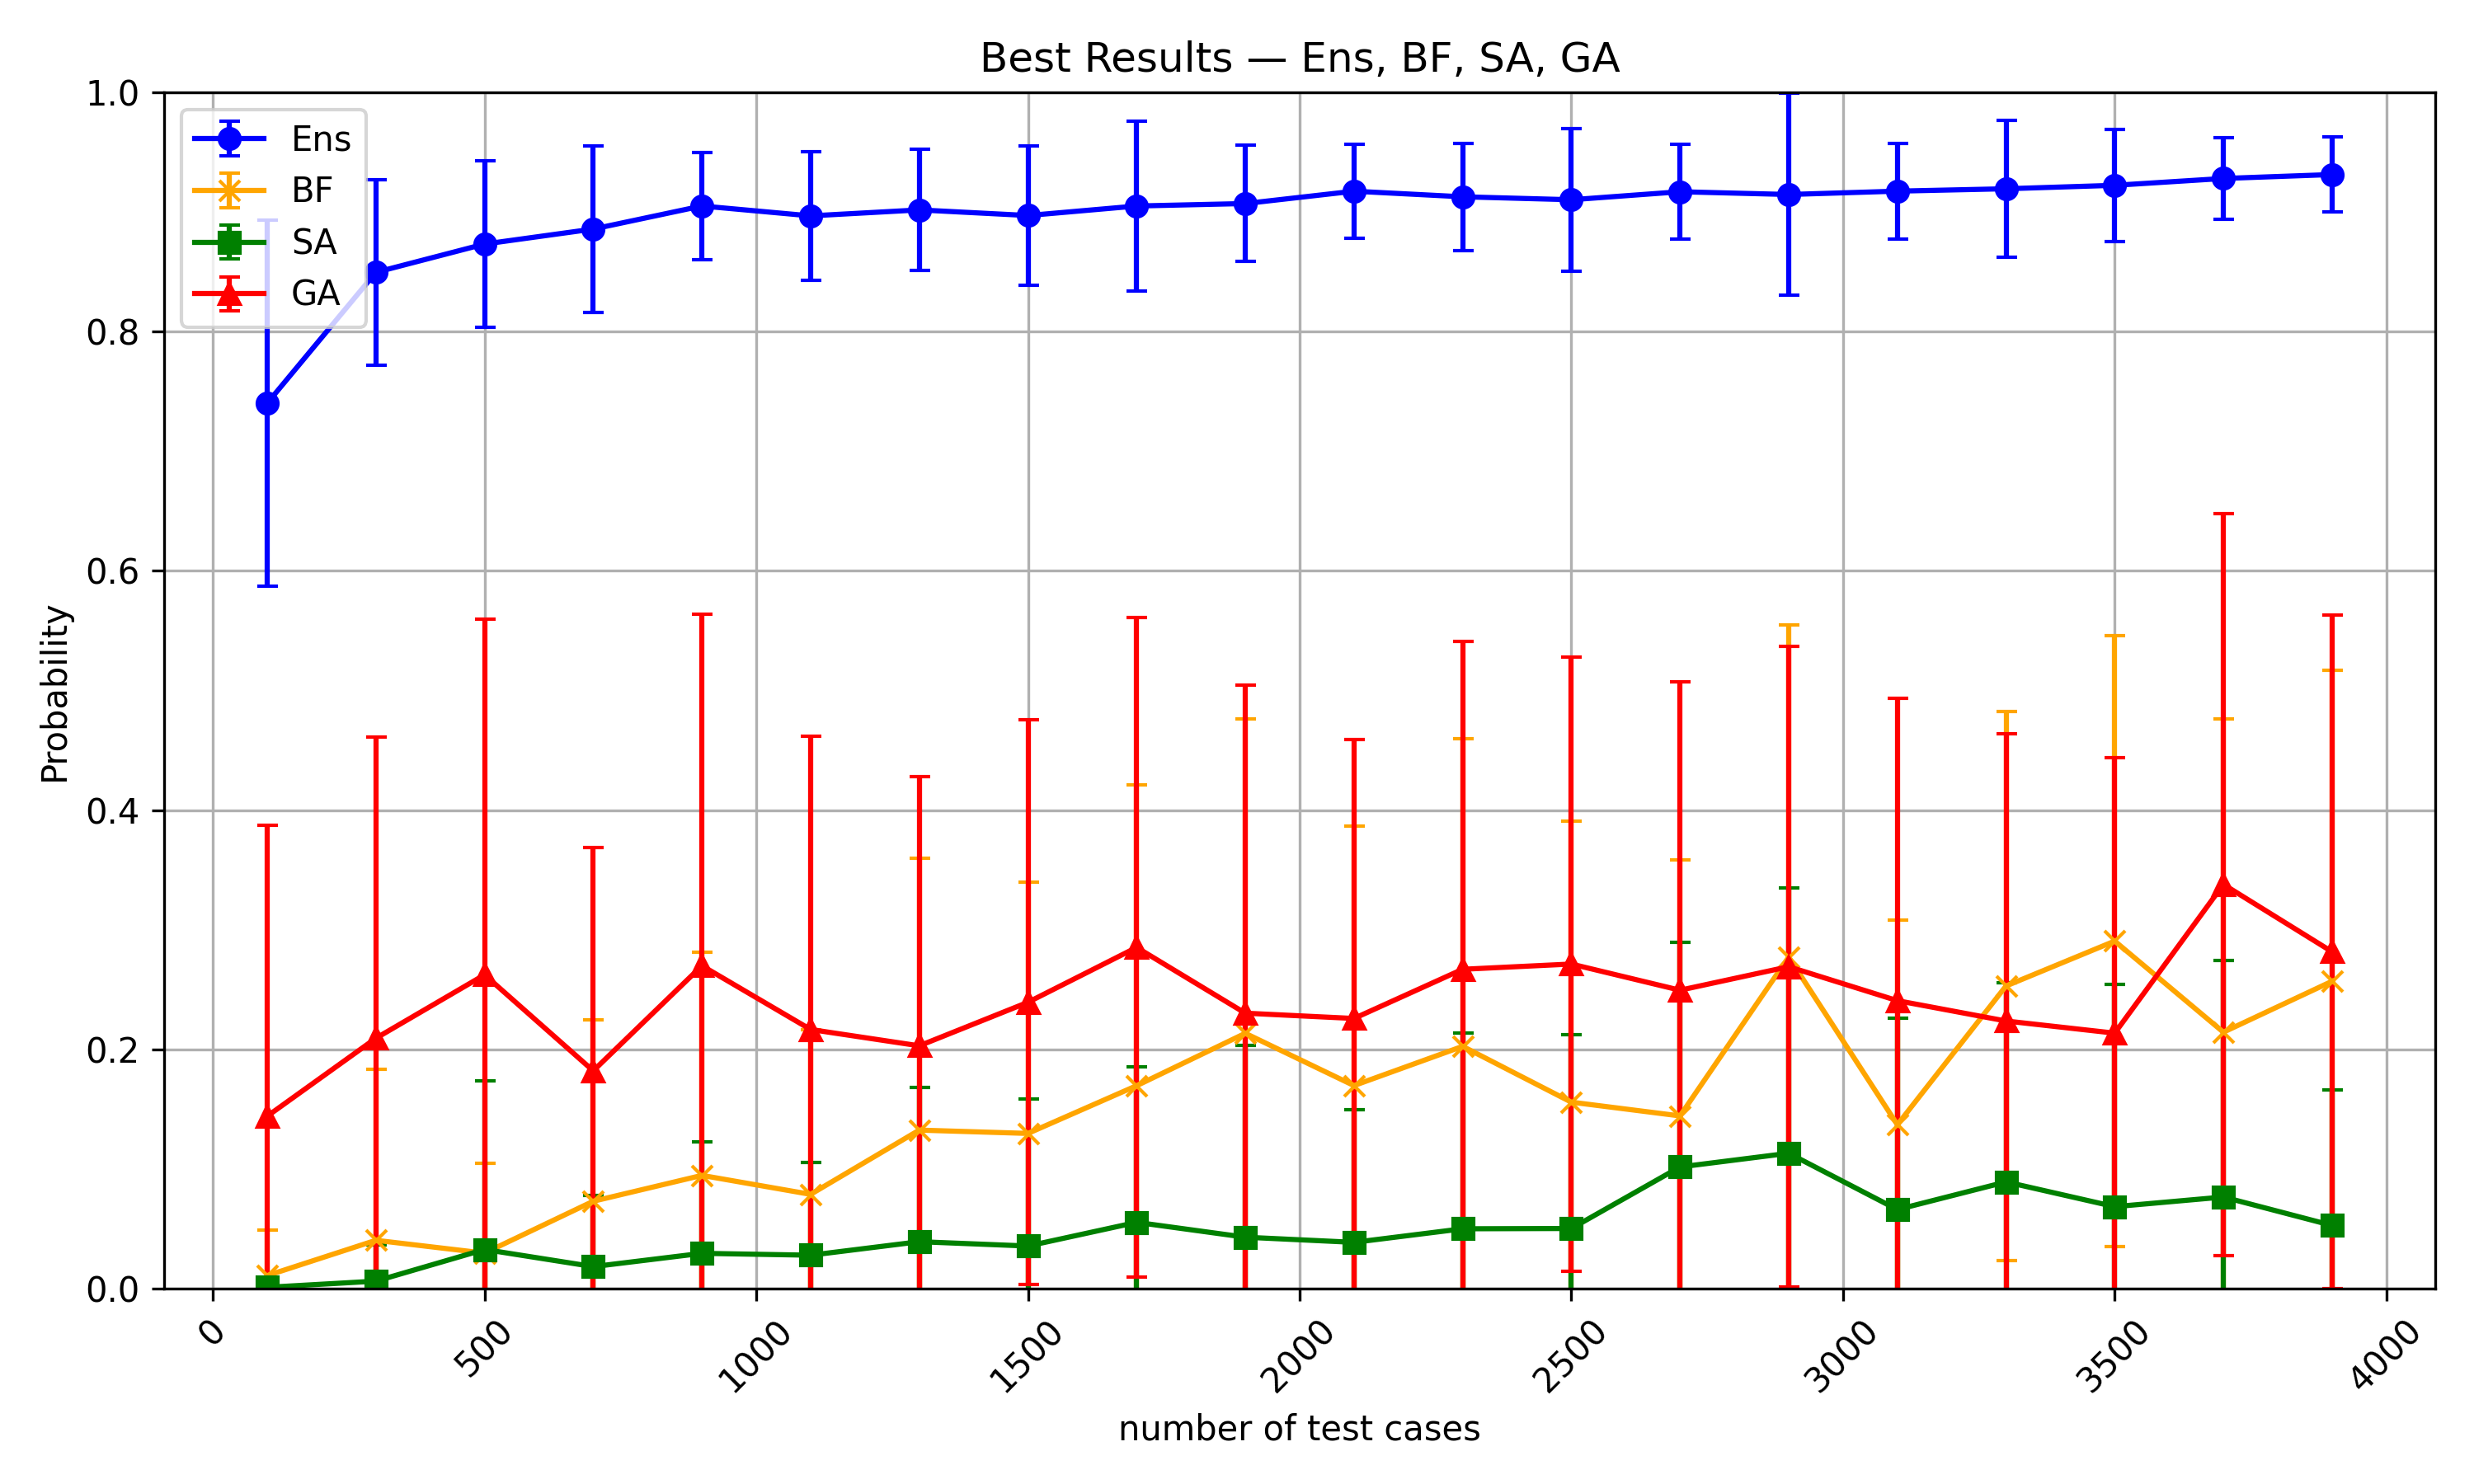 Best Results — Ens, BF, SA, GA
Ens
BF
SA
GA
1.0
0.8
0.6
0.4
0.2
0.0
Probability
0
500
1000
1500
2000
2500
3000
3500
4000
number of test cases